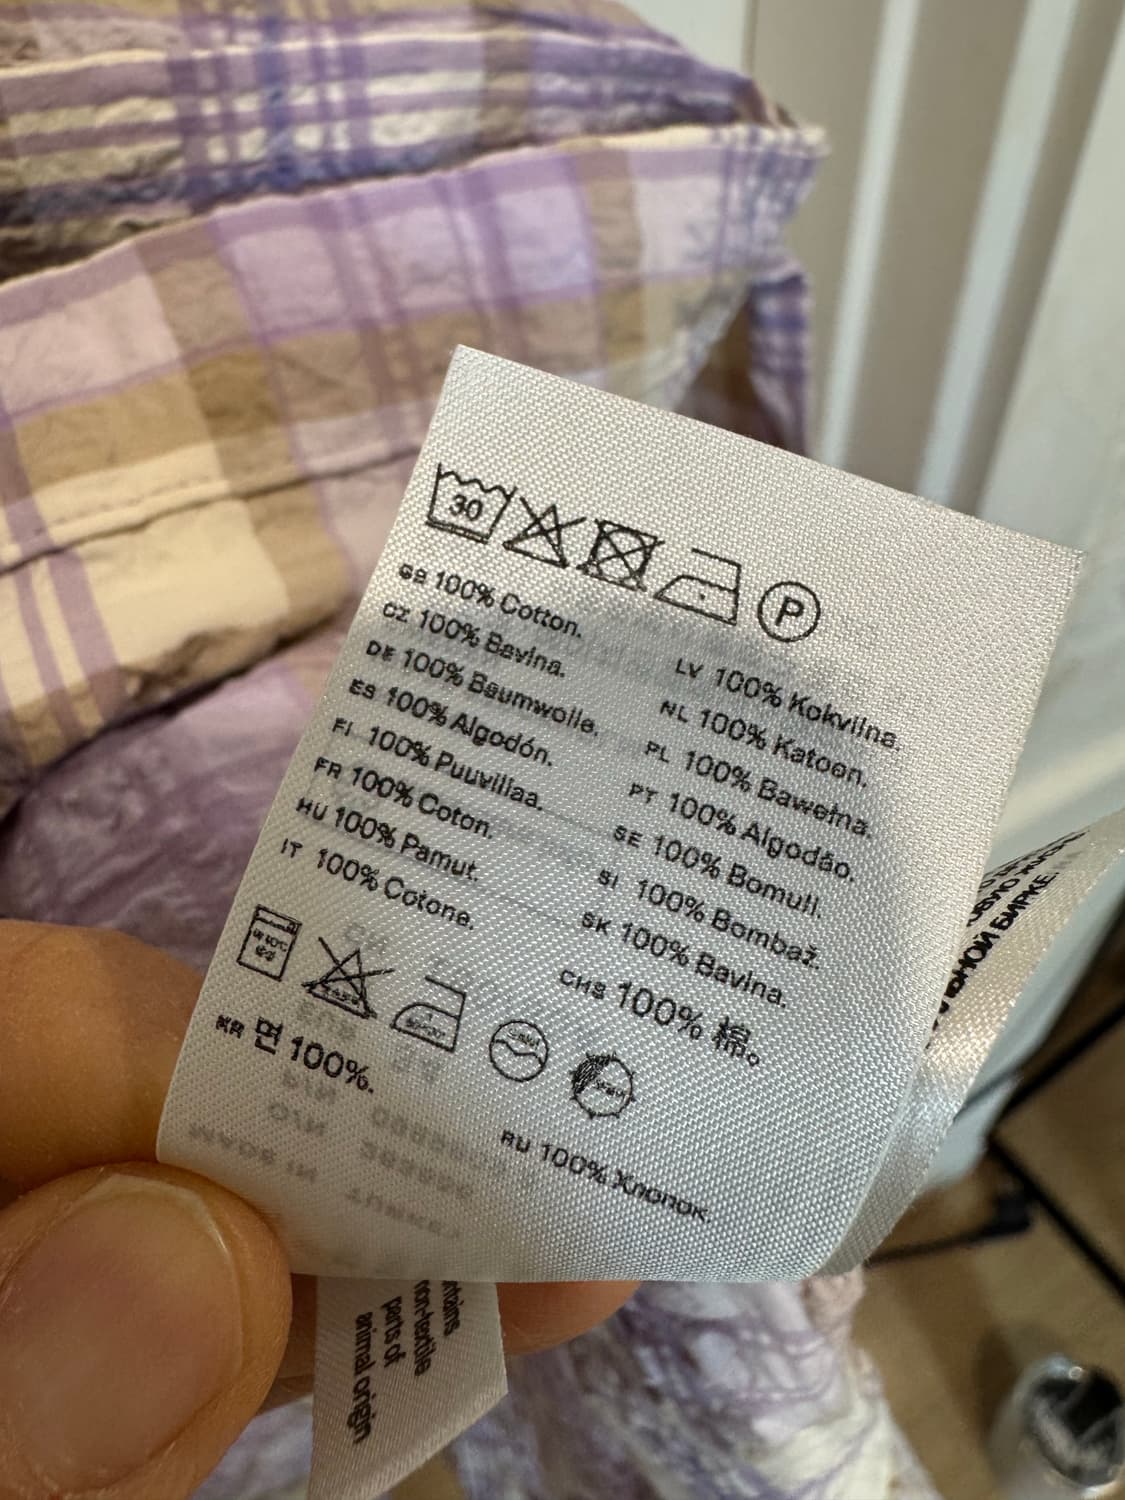 30
P
GB 100% Cotton.
CZ 100% Bavlna.
DE 100% Baumwolle.
ES 100% Algodón.
FI 100% Puuvillaa.
FR 100% Coton.
HU 100% Pamut.
IT 100% Cotone.
LV 100% Kokvilna.
NL 100% Katoen.
PL 100% Bawełna.
PT 100% Algodão.
SE 100% Bomull.
SI 100% Bombaž.
SK 100% Bavlna.
CHS 100% 棉。
KR 면 100%.
RU 100% Хлопок.
MADE IN
non-textile
parts of
animal origin
БИРКЕ.